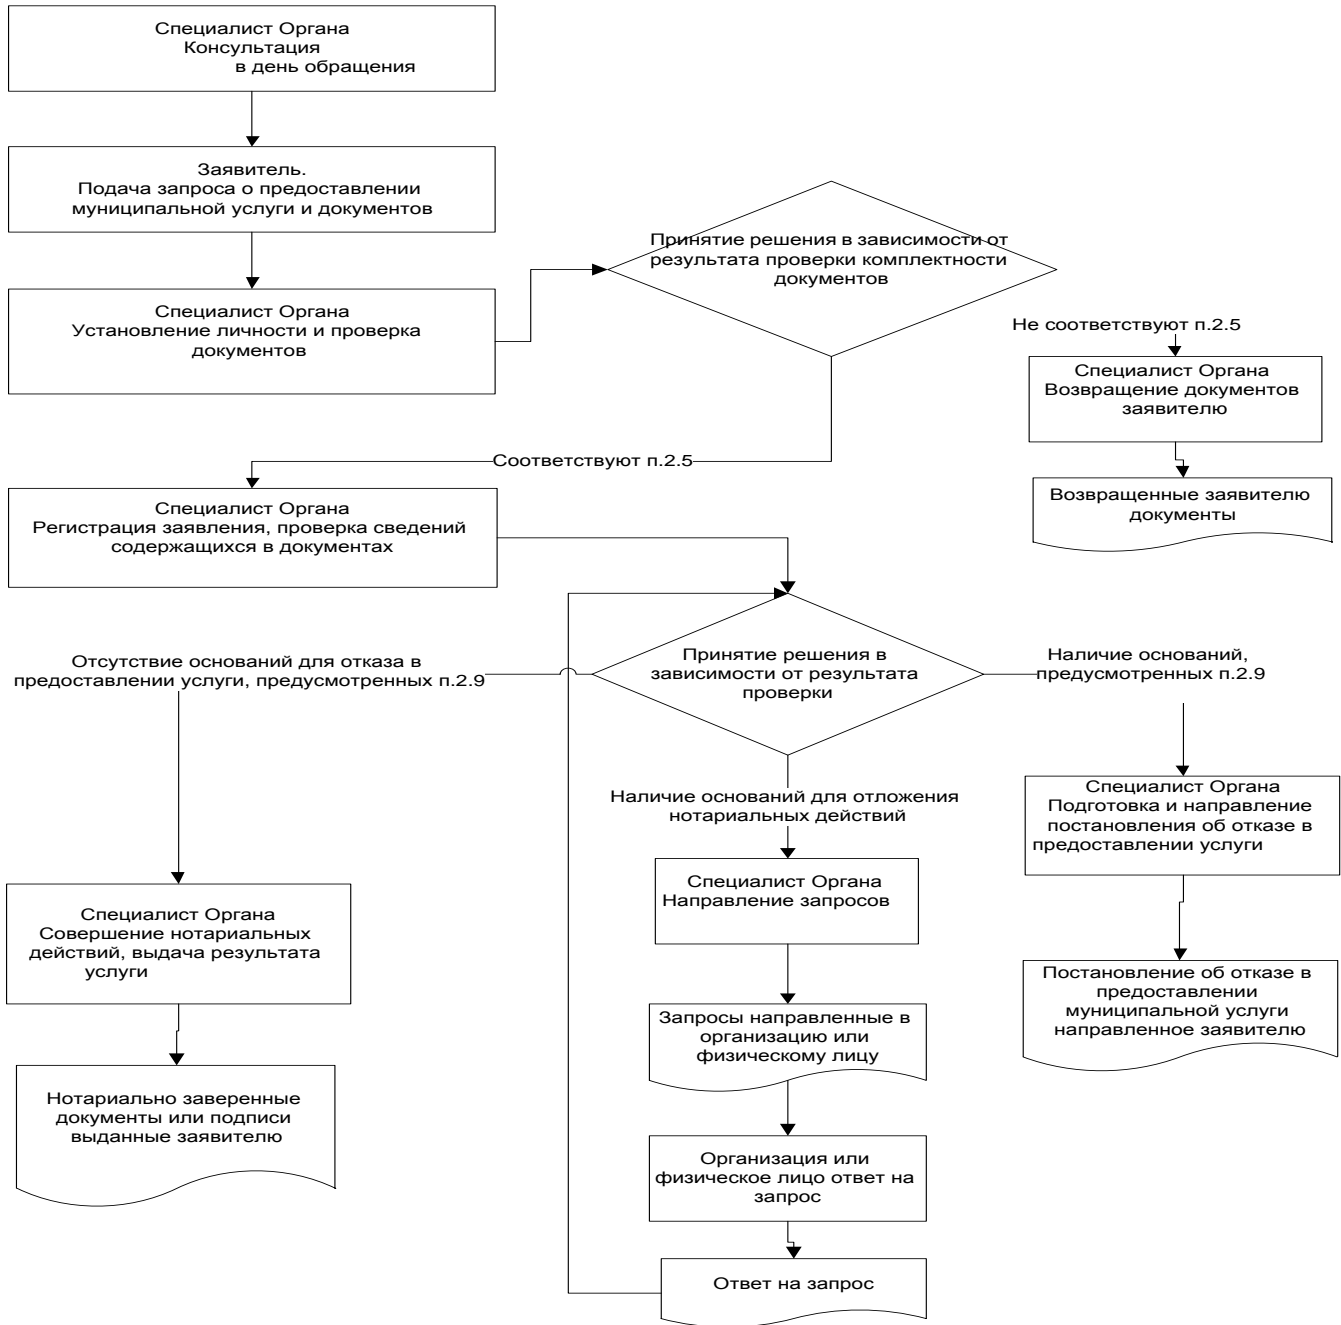 Специалист Органа
Консультация
в день обращения
Заявитель.
Подача запроса о предоставлении
муниципальной услуги и документов
Специалист Органа
Установление личности и проверка
документов
Принятие решения в зависимости от
результата проверки комплектности
документов
Не соответствуют п.2.5
Специалист Органа
Возвращение документов
заявителю
Возвращенные заявителю
документы
Соответствуют п.2.5
Специалист Органа
Регистрация заявления, проверка сведений
содержащихся в документах
Принятие решения в
зависимости от результата
проверки
Отсутствие оснований для отказа в
предоставлении услуги, предусмотренных п.2.9
Наличие оснований,
предусмотренных п.2.9
Наличие оснований для отложения
нотариальных действий
Специалист Органа
Подготовка и направление
постановления об отказе в
предоставлении услуги
Специалист Органа
Направление запросов
Специалист Органа
Совершение нотариальных
действий, выдача результата
услуги
Постановление об отказе в
предоставлении
муниципальной услуги
направленное заявителю
Запросы направленные в
организацию или
физическому лицу
Нотариально заверенные
документы или подписи
выданные заявителю
Организация или
физическое лицо ответ на
запрос
Ответ на запрос